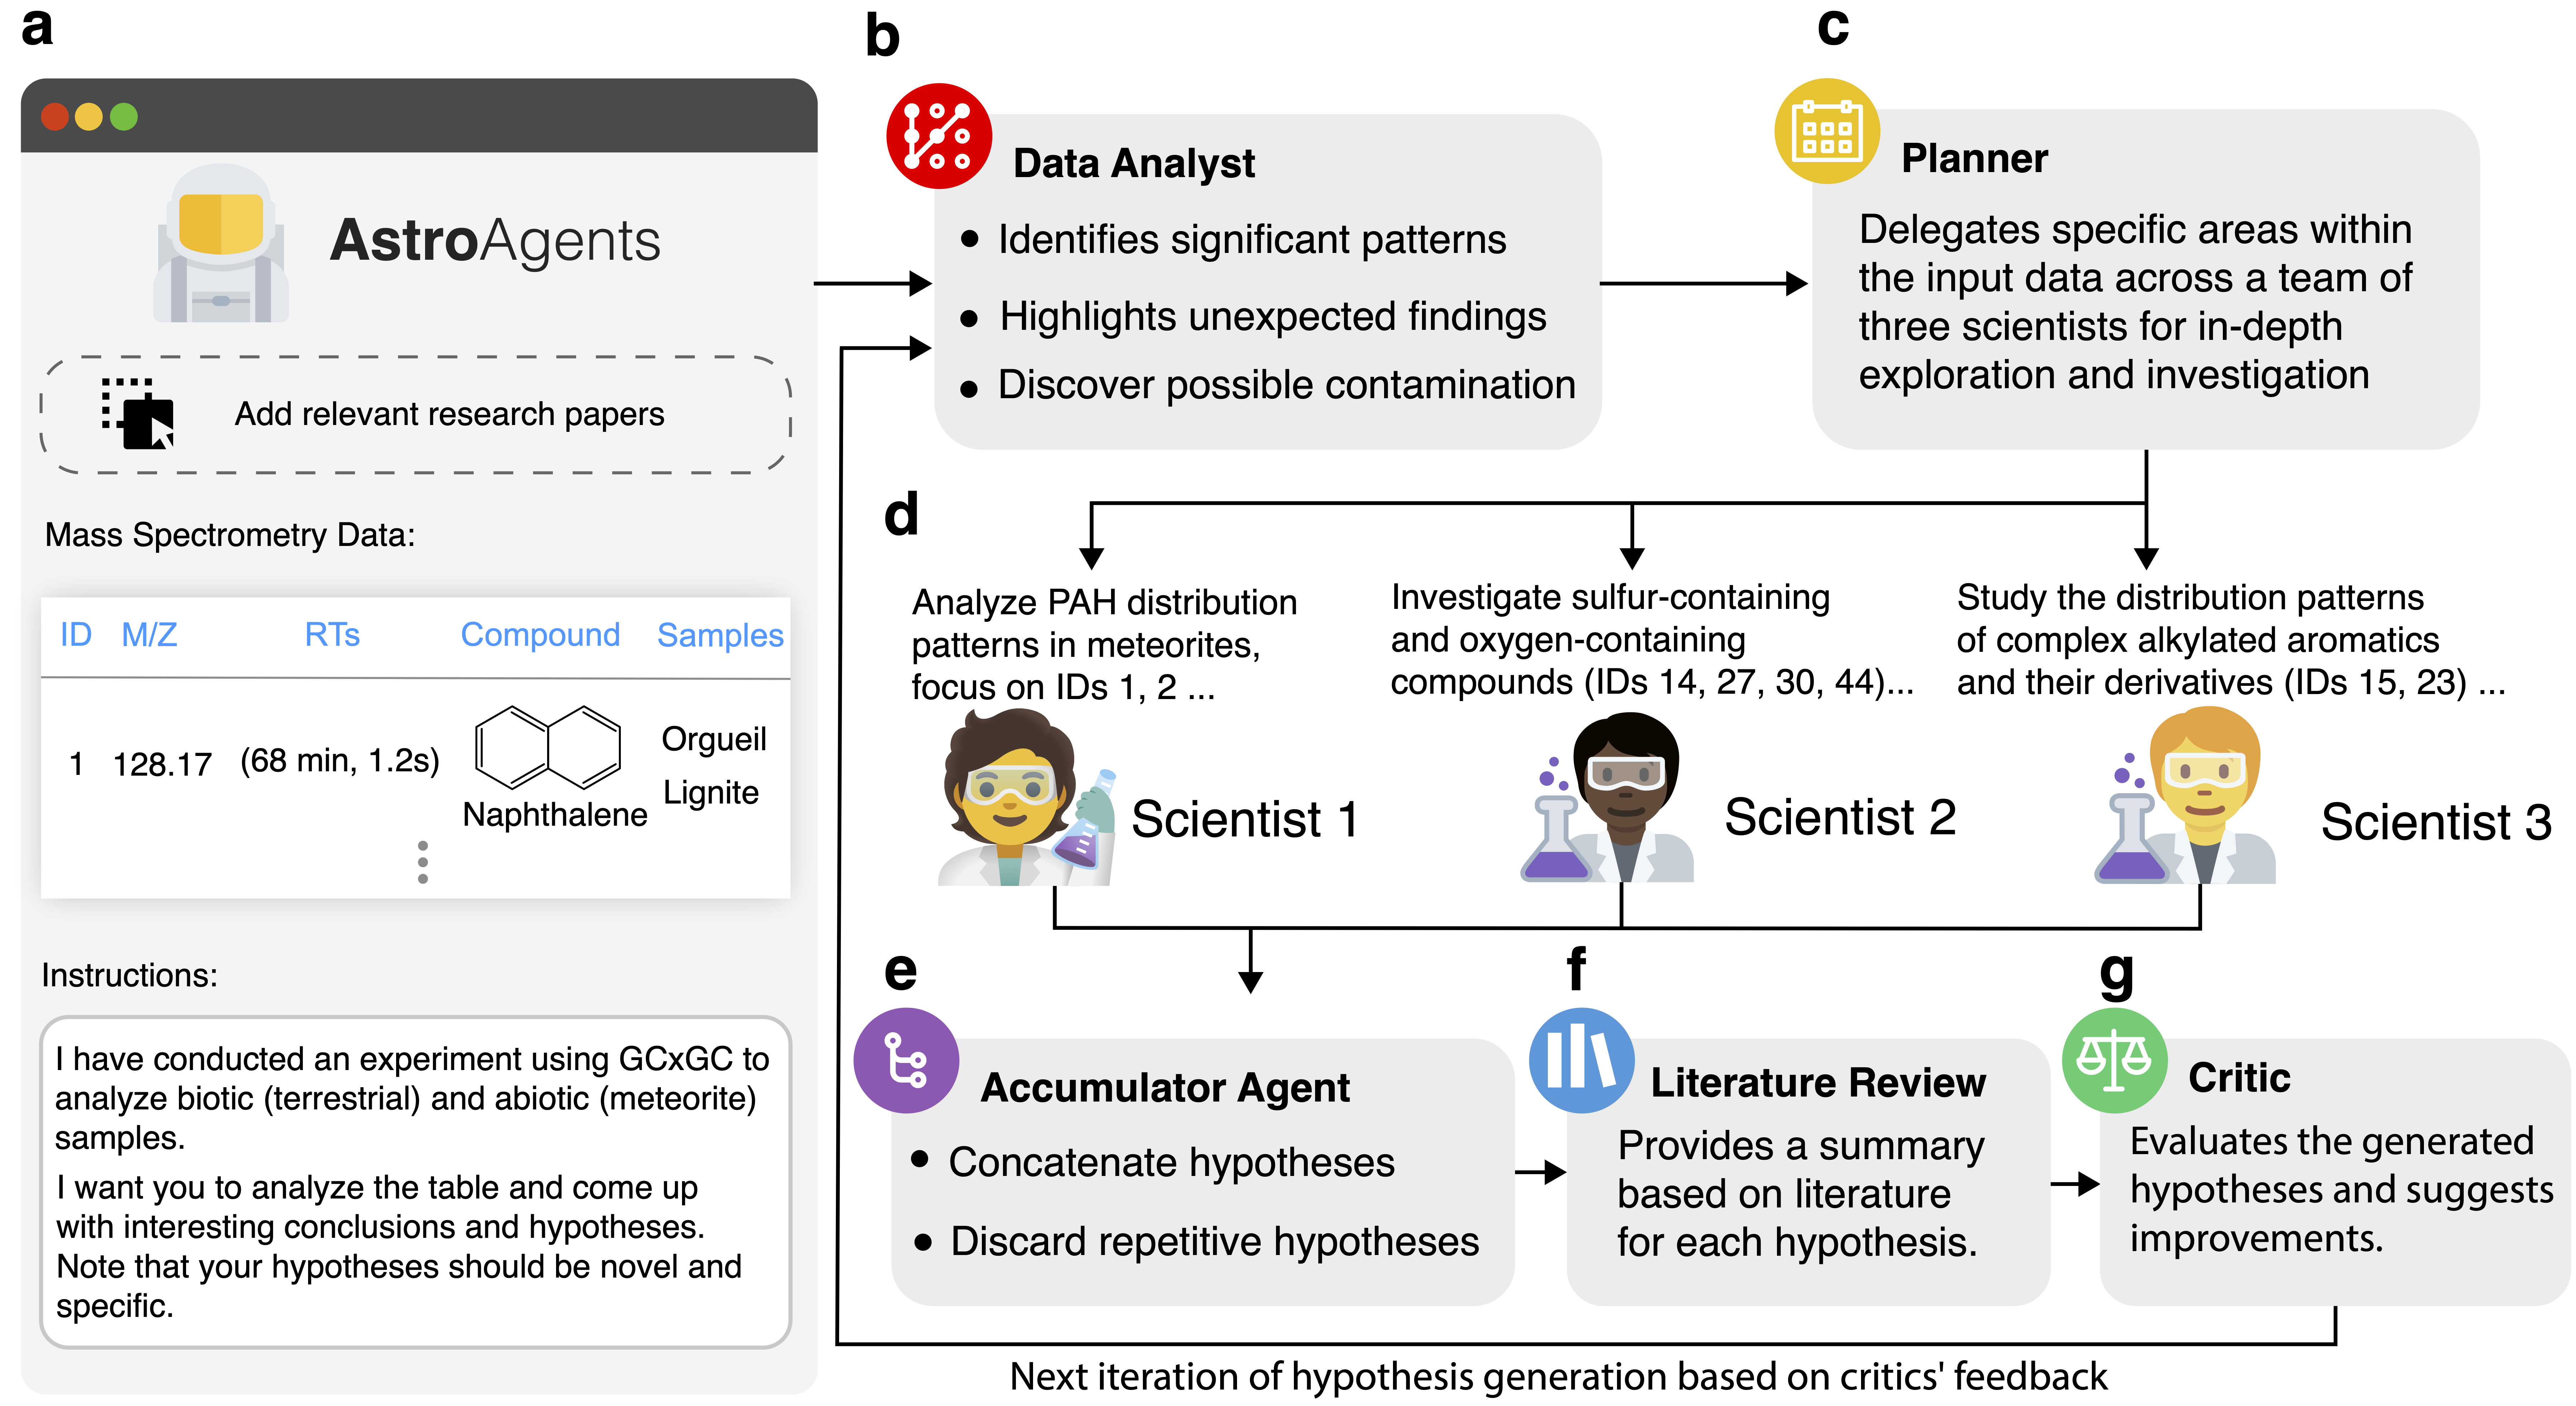 a
AstroAgents
Add relevant research papers
Mass Spectrometry Data:
ID M/Z RTs Compound Samples
1 128.17 (68 min, 1.2s) Naphthalene Orgueil
Lignite
Instructions:
I have conducted an experiment using GCxGC to
analyze biotic (terrestrial) and abiotic (meteorite)
samples.
I want you to analyze the table and come up
with interesting conclusions and hypotheses.
Note that your hypotheses should be novel and
specific.
b
Data Analyst
● Identifies significant patterns
● Highlights unexpected findings
● Discover possible contamination
c
Planner
Delegates specific areas within
the input data across a team of
three scientists for in-depth
exploration and investigation
d
Analyze PAH distribution
patterns in meteorites,
focus on IDs 1, 2 ...
Scientist 1
Investigate sulfur-containing
and oxygen-containing
compounds (IDs 14, 27, 30, 44)...
Scientist 2
Study the distribution patterns
of complex alkylated aromatics
and their derivatives (IDs 15, 23) ...
Scientist 3
e
Accumulator Agent
● Concatenate hypotheses
● Discard repetitive hypotheses
f
Literature Review
Provides a summary
based on literature
for each hypothesis.
g
Critic
Evaluates the generated
hypotheses and suggests
improvements.
Next iteration of hypothesis generation based on critics' feedback